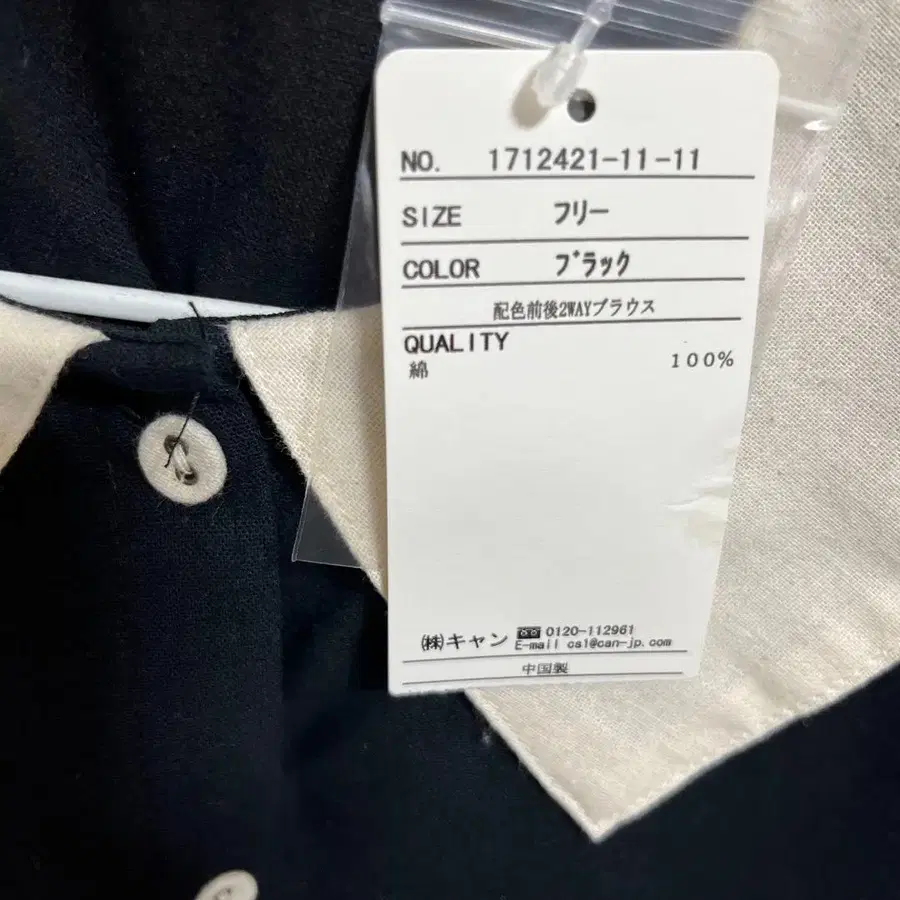 NO. 1712421-11-11
SIZE フリー
COLOR ブラック
配色前後2WAYブラウス
QUALITY
綿 100%
㈱キャン 0120-112961
E-mail cs1@can-jp.com
中国製